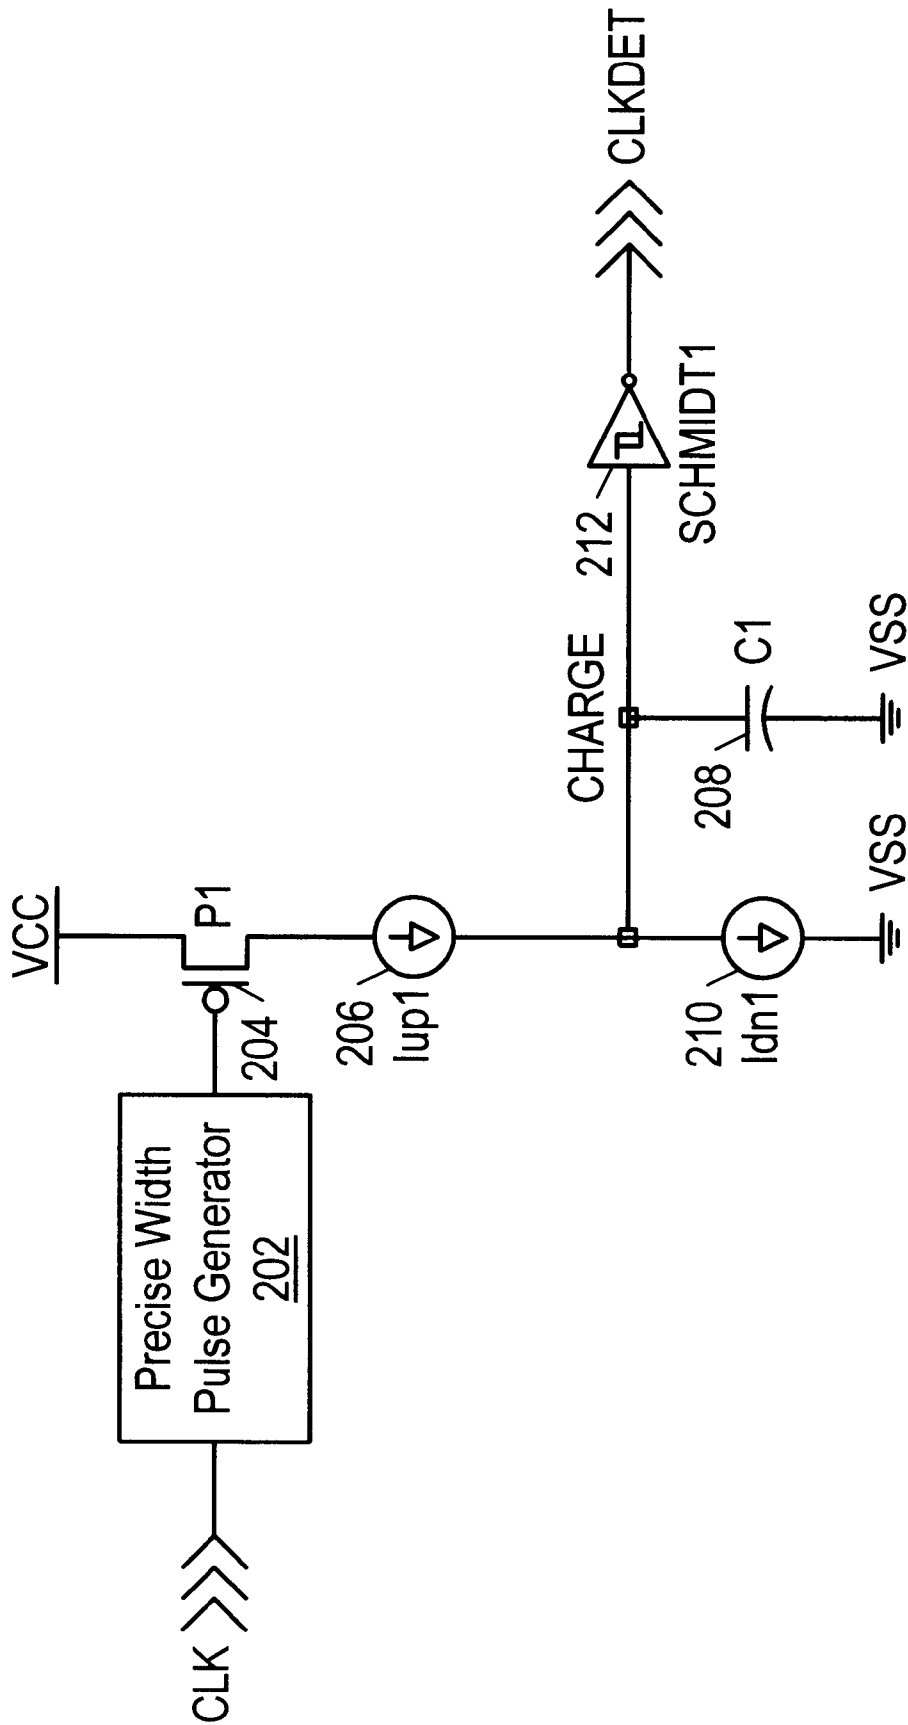 CLK
Precise Width
Pulse Generator
202
VCC
P1
204
206
Iup1
CHARGE
212
SCHMIDT1
CLKDET
210
Idn1
VSS
208
C1
VSS